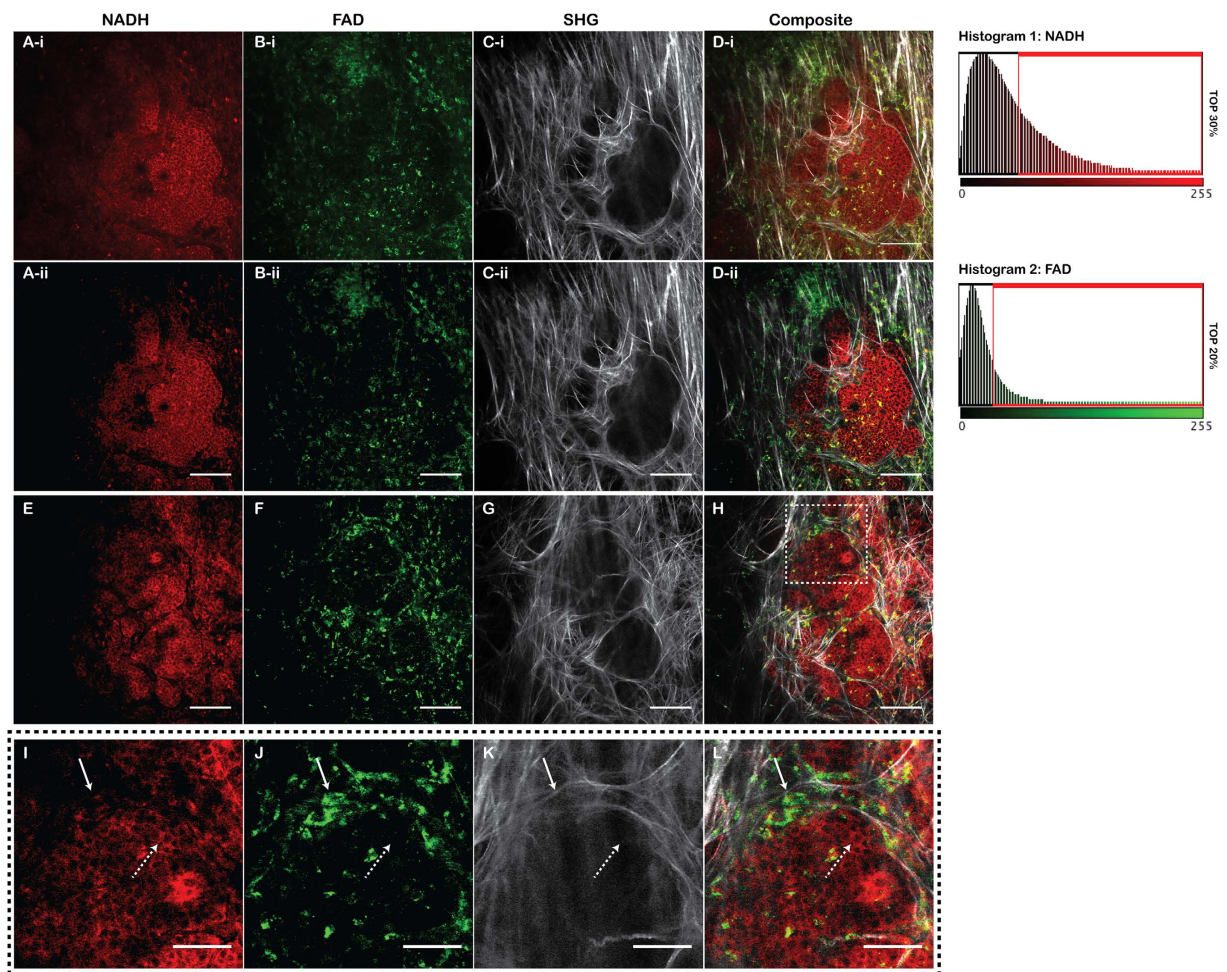 NADH FAD SHG Composite
A-i B-i C-i D-i
Histogram 1: NADH
TOP 30%
0 255
A-ii B-ii C-ii D-ii
Histogram 2: FAD
TOP 20%
0 255
E F G H
I J K L